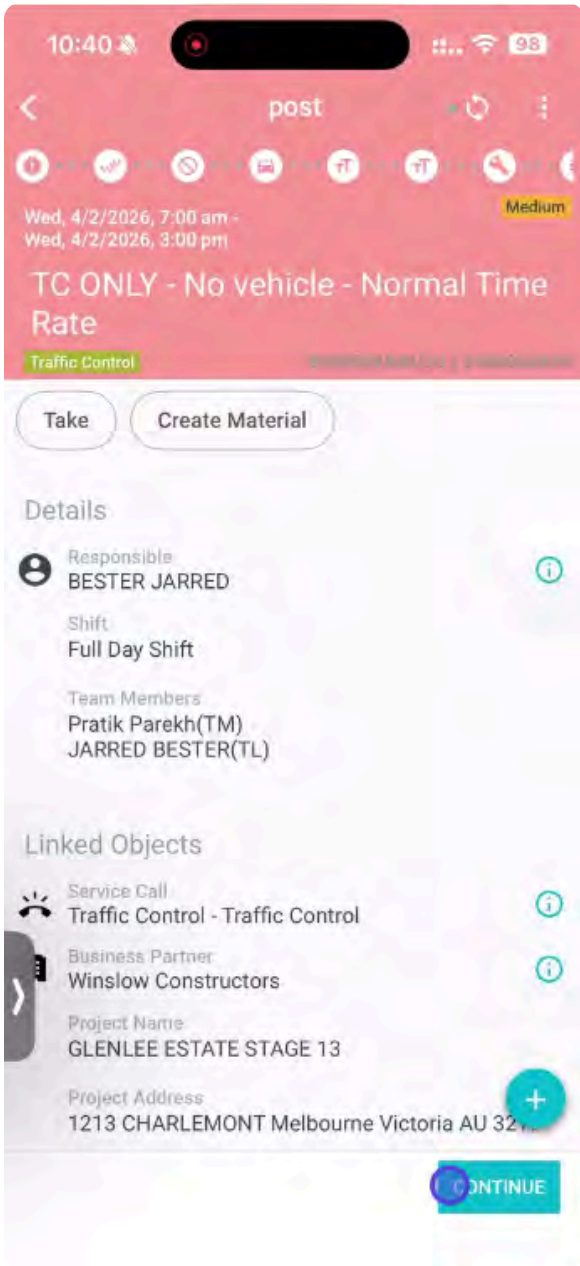 10:40
98
post
Medium
Wed, 4/2/2026, 7:00 am -
Wed, 4/2/2026, 3:00 pm
TC ONLY - No vehicle - Normal Time
Rate
Traffic Control
Take
Create Material
Details
Responsible
BESTER JARRED
Shift
Full Day Shift
Team Members
Pratik Parekh(TM)
JARRED BESTER(TL)
Linked Objects
Service Call
Traffic Control - Traffic Control
Business Partner
Winslow Constructors
Project Name
GLENLEE ESTATE STAGE 13
Project Address
1213 CHARLEMONT Melbourne Victoria AU
CONTINUE